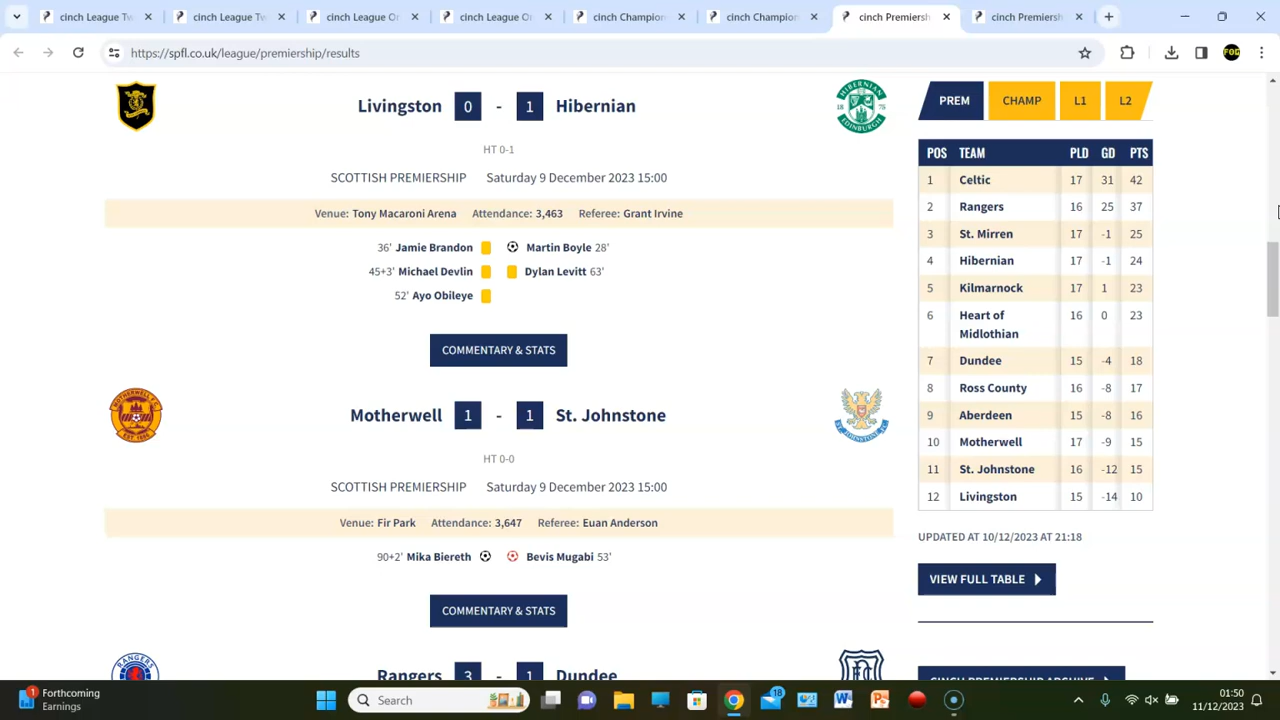 cinch League Tw
cinch League Tw
cinch League O
cinch League O
cinch Champion
cinch Champion
cinch Premiersh
cinch Premiersh
https://spfl.co.uk/league/premiership/results
FOG
Livingston 0 - 1 Hibernian
HT 0-1
SCOTTISH PREMIERSHIP Saturday 9 December 2023 15:00
Venue: Tony Macaroni Arena Attendance: 3,463 Referee: Grant Irvine
36' Jamie Brandon Martin Boyle 28'
45+3' Michael Devlin Dylan Levitt 63'
52' Ayo Obileye
COMMENTARY & STATS
Motherwell 1 - 1 St. Johnstone
HT 0-0
SCOTTISH PREMIERSHIP Saturday 9 December 2023 15:00
Venue: Fir Park Attendance: 3,647 Referee: Euan Anderson
90+2' Mika Biereth Bevis Mugabi 53'
COMMENTARY & STATS
Rangers 3 - 1 Dundee
PREM CHAMP L1 L2
POS TEAM PLD GD PTS
1 Celtic 17 31 42
2 Rangers 16 25 37
3 St. Mirren 17 -1 25
4 Hibernian 17 -1 24
5 Kilmarnock 17 1 23
6 Heart of Midlothian 16 0 23
7 Dundee 15 -4 18
8 Ross County 16 -8 17
9 Aberdeen 15 -8 16
10 Motherwell 17 -9 15
11 St. Johnstone 16 -12 15
12 Livingston 15 -14 10
UPDATED AT 10/12/2023 AT 21:18
VIEW FULL TABLE
CINCH PREMIERSHIP ARCHIVE
1 Forthcoming
Earnings
Search
18
01:50
11/12/2023